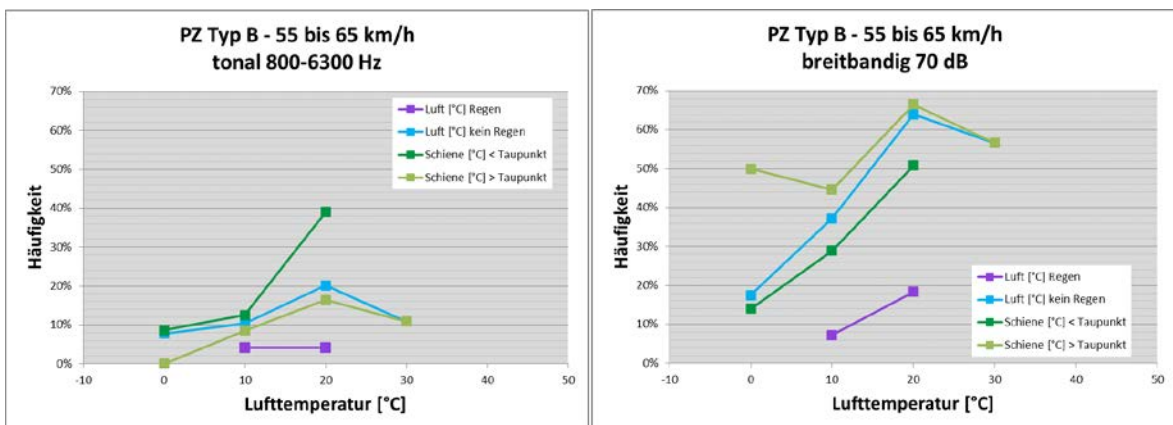 PZ Typ B - 55 bis 65 km/h
tonal 800-6300 Hz
70%
60%
50%
40%
30%
20%
10%
0%
Häufigkeit
Luft [°C] Regen
Luft [°C] kein Regen
Schiene [°C] < Taupunkt
Schiene [°C] > Taupunkt
-10 0 10 20 30 40 50
Lufttemperatur [°C]
PZ Typ B - 55 bis 65 km/h
breitbandig 70 dB
70%
60%
50%
40%
30%
20%
10%
0%
Häufigkeit
Luft [°C] Regen
Luft [°C] kein Regen
Schiene [°C] < Taupunkt
Schiene [°C] > Taupunkt
-10 0 10 20 30 40 50
Lufttemperatur [°C]